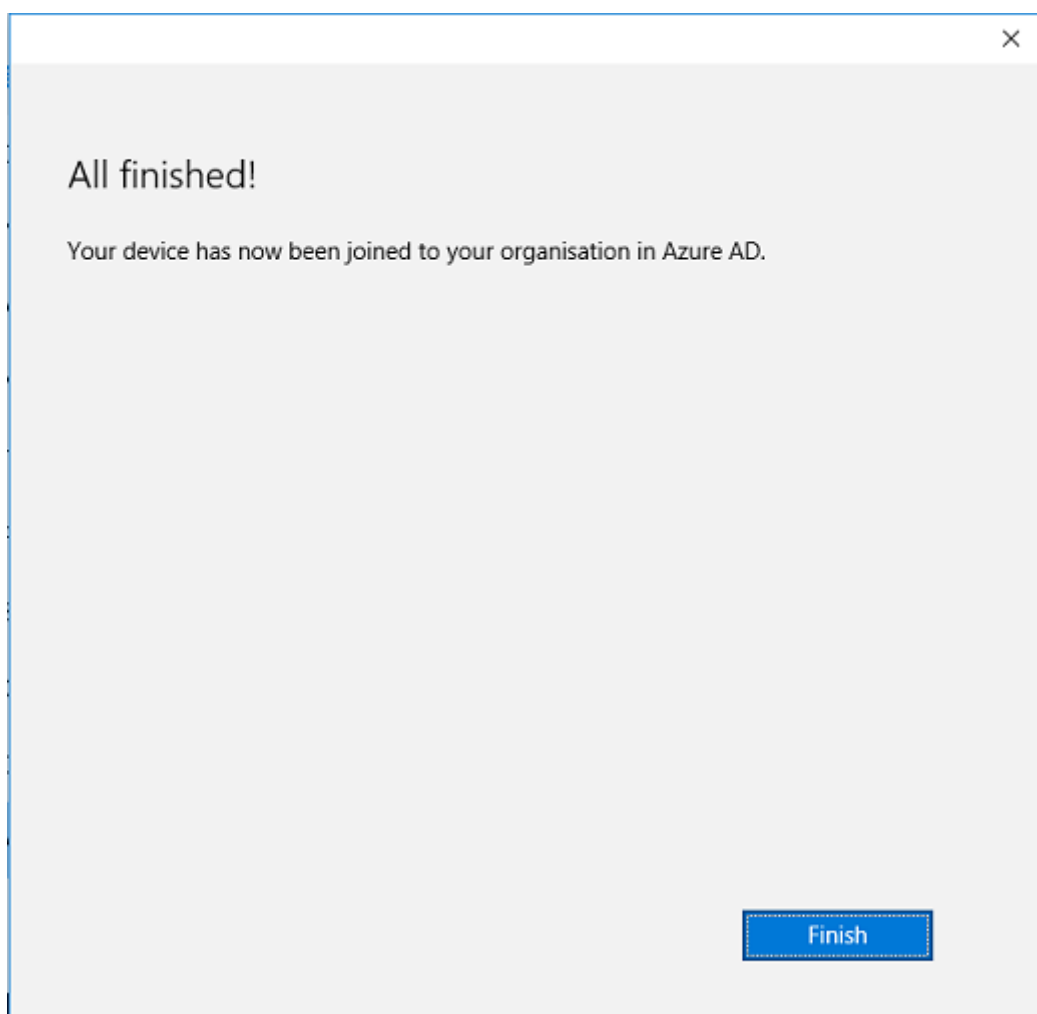 All finished!
Your device has now been joined to your organisation in Azure AD.
Finish